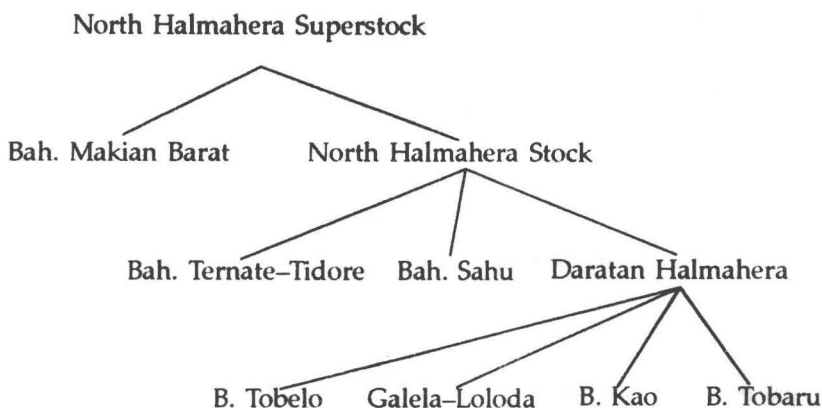 North Halmahera Superstock
Bah. Makian Barat North Halmahera Stock
Bah. Ternate–Tidore Bah. Sahu Daratan Halmahera
B. Tobelo Galela–Loloda B. Kao B. Tobaru